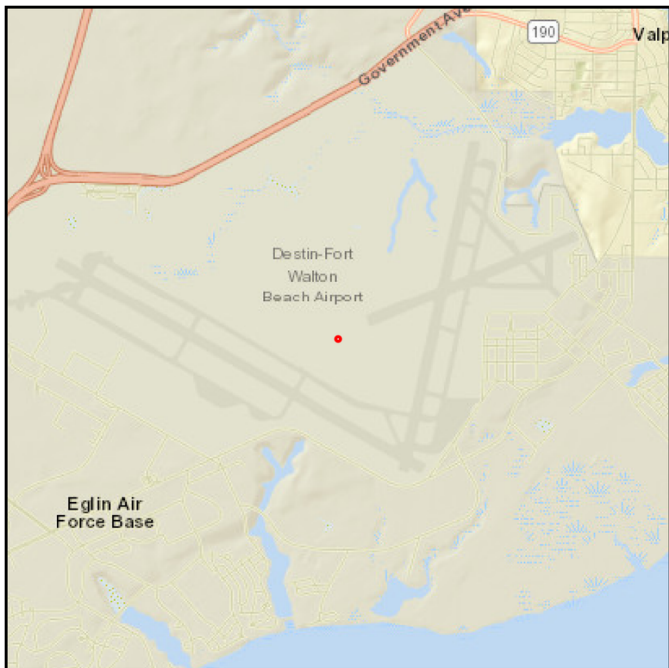 190
Valp
Government Ave
Destin-Fort
Walton
Beach Airport
Eglin Air
Force Base